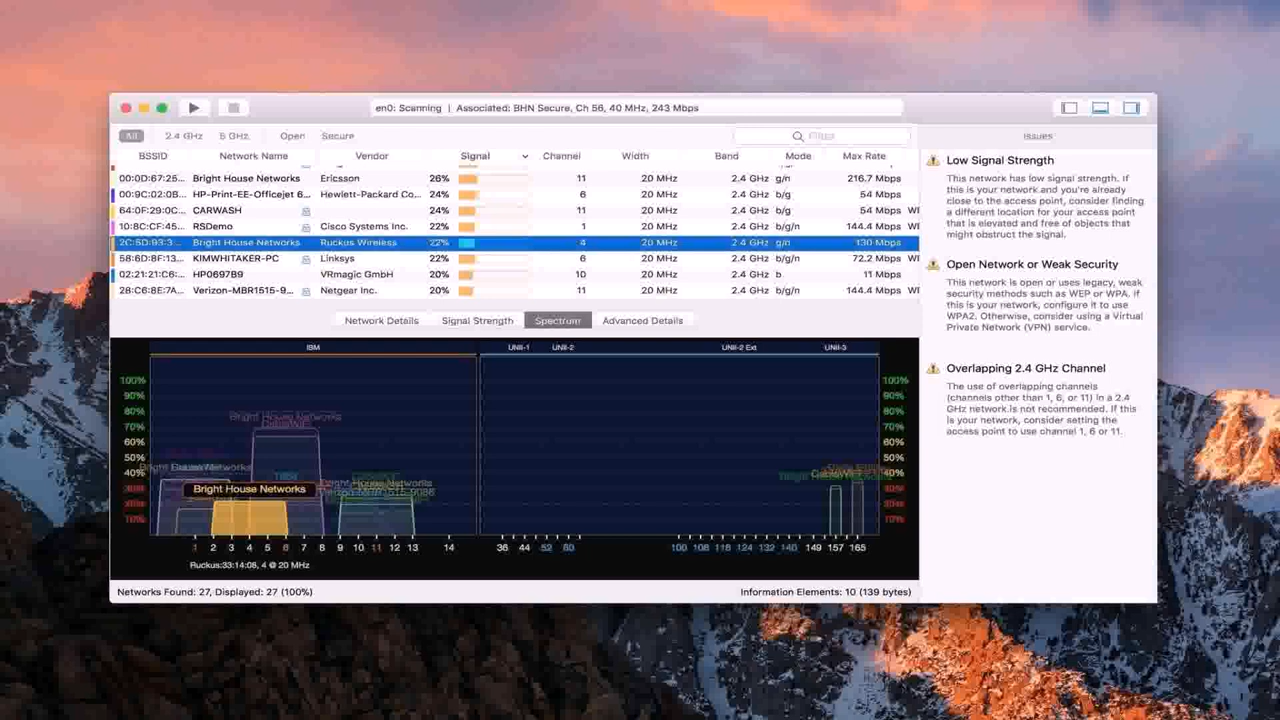 en0: Scanning | Associated: BHN Secure, Ch 56, 40 MHz, 243 Mbps
All 2.4 GHz 5 GHz Open Secure Filter
BSSID Network Name Vendor Signal Channel Width Band Mode Max Rate
00:0D:67:25... Bright House Networks Ericsson 26% 11 20 MHz 2.4 GHz g/n 216.7 Mbps
00:9C:02:0B... HP-Print-EE-Officejet 6... Hewlett-Packard Co... 24% 6 20 MHz 2.4 GHz b/g 54 Mbps
64:0F:29:0C... CARWASH 24% 11 20 MHz 2.4 GHz b/g 54 Mbps
10:8C:CF:45... RSDemo Cisco Systems Inc. 22% 1 20 MHz 2.4 GHz b/g/n 144.4 Mbps
2C:5D:93:3... Bright House Networks Ruckus Wireless 22% 4 20 MHz 2.4 GHz g/n 130 Mbps
58:6D:8F:13... KIMWHITAKER-PC Linksys 22% 6 20 MHz 2.4 GHz b/g/n 72.2 Mbps
02:21:21:C6:... HP0697B9 VRmagic GmbH 20% 10 20 MHz 2.4 GHz b 11 Mbps
28:C6:8E:7A... Verizon-MBR1515-9... Netgear Inc. 20% 11 20 MHz 2.4 GHz b/g/n 144.4 Mbps
Network Details Signal Strength Spectrum Advanced Details
UNII-1 UNII-2 UNII-2 Ext UNII-3
100% 100%
90% 90%
80% 80%
Bright House Networks
CableWiFi
70% 70%
60% 60%
50% 50%
40% 40%
Bright House Networks
30% 30%
20% 20%
10% 10%
1 2 3 4 5 6 7 8 9 10 11 12 13 14 36 44 52 60 100 108 116 124 132 140 149 157 165
Ruckus:33:14:08, 4 @ 20 MHz
Networks Found: 27, Displayed: 27 (100%) Information Elements: 10 (139 bytes)
Issues
Low Signal Strength
This network has low signal strength. If
this is your network and you're already
close to the access point, consider finding
a different location for your access point
that is elevated and free of objects that
might obstruct the signal.
Open Network or Weak Security
This network is open or uses legacy, weak
security methods such as WEP or WPA. If
this is your network, configure it to use
WPA2. Otherwise, consider using a Virtual
Private Network (VPN) service.
Overlapping 2.4 GHz Channel
The use of overlapping channels
(channels other than 1, 6, or 11) in a 2.4
GHz network is not recommended. If this
is your network, consider setting the
access point to use channel 1, 6 or 11.